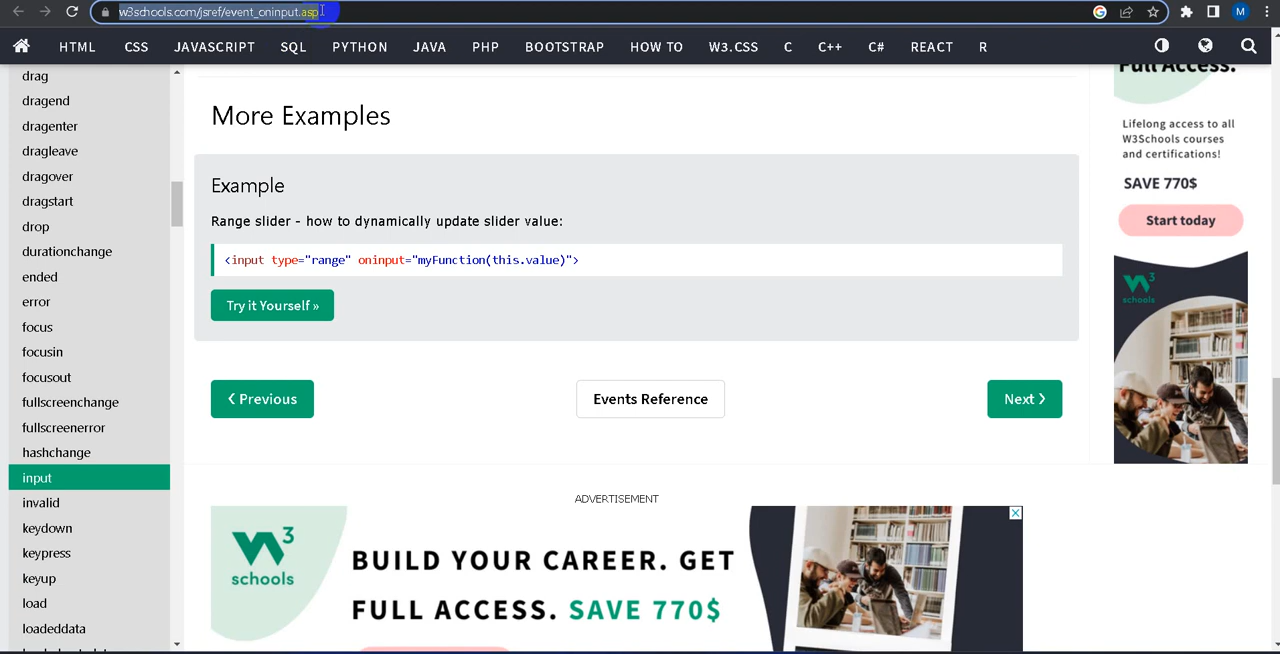 w3schools.com/jsref/event_oninput.asp
M
HTML CSS JAVASCRIPT SQL PYTHON JAVA PHP BOOTSTRAP HOW TO W3.CSS C C++ C# REACT R
drag
dragend
dragenter
dragleave
dragover
dragstart
drop
durationchange
ended
error
focus
focusin
focusout
fullscreenchange
fullscreenerror
hashchange
input
invalid
keydown
keypress
keyup
load
loadeddata
More Examples
Example
Range slider - how to dynamically update slider value:
<input type="range" oninput="myFunction(this.value)">
Try it Yourself »
❮ Previous
Events Reference
Next ❯
ADVERTISEMENT
W3
schools
BUILD YOUR CAREER. GET
FULL ACCESS. SAVE 770$
Full Access.
Lifelong access to all
W3Schools courses
and certifications!
SAVE 770$
Start today
W3
schools